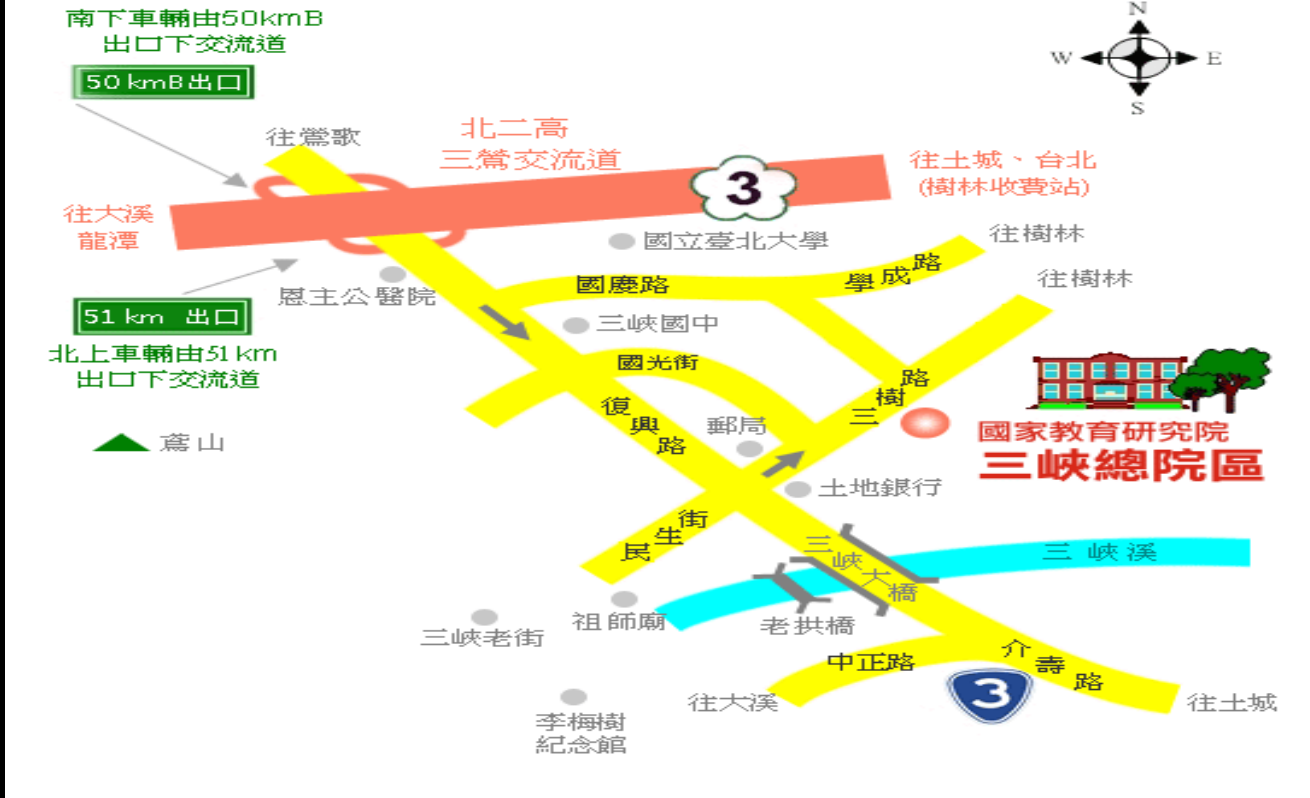 南下車輛由50kmB
出口下交流道
50 kmB出口
N
W
E
S
往鶯歌
北二高
三鶯交流道
3
往土城、台北
(樹林收費站)
往大溪
龍潭
國立臺北大學
往樹林
往樹林
恩主公醫院
國慶路
學成路
51 km 出口
北上車輛由51km
出口下交流道
三峽國中
國光街
復興路
三樹路
郵局
鳶山
國家教育研究院
三峽總院區
土地銀行
民生街
三峽大橋
三峽溪
祖師廟
三峽老街
老拱橋
中正路
介壽路
3
往大溪
往土城
李梅樹
紀念館